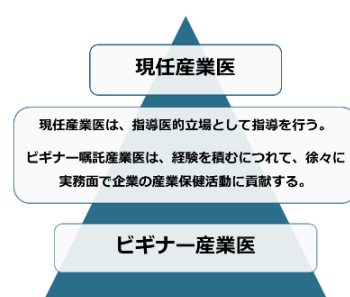 現任産業医
現任産業医は、指導医的立場として指導を行う。
ビギナー嘱託産業医は、経験を積むにつれて、徐々に
実務面で企業の産業保健活動に貢献する。
ビギナー産業医